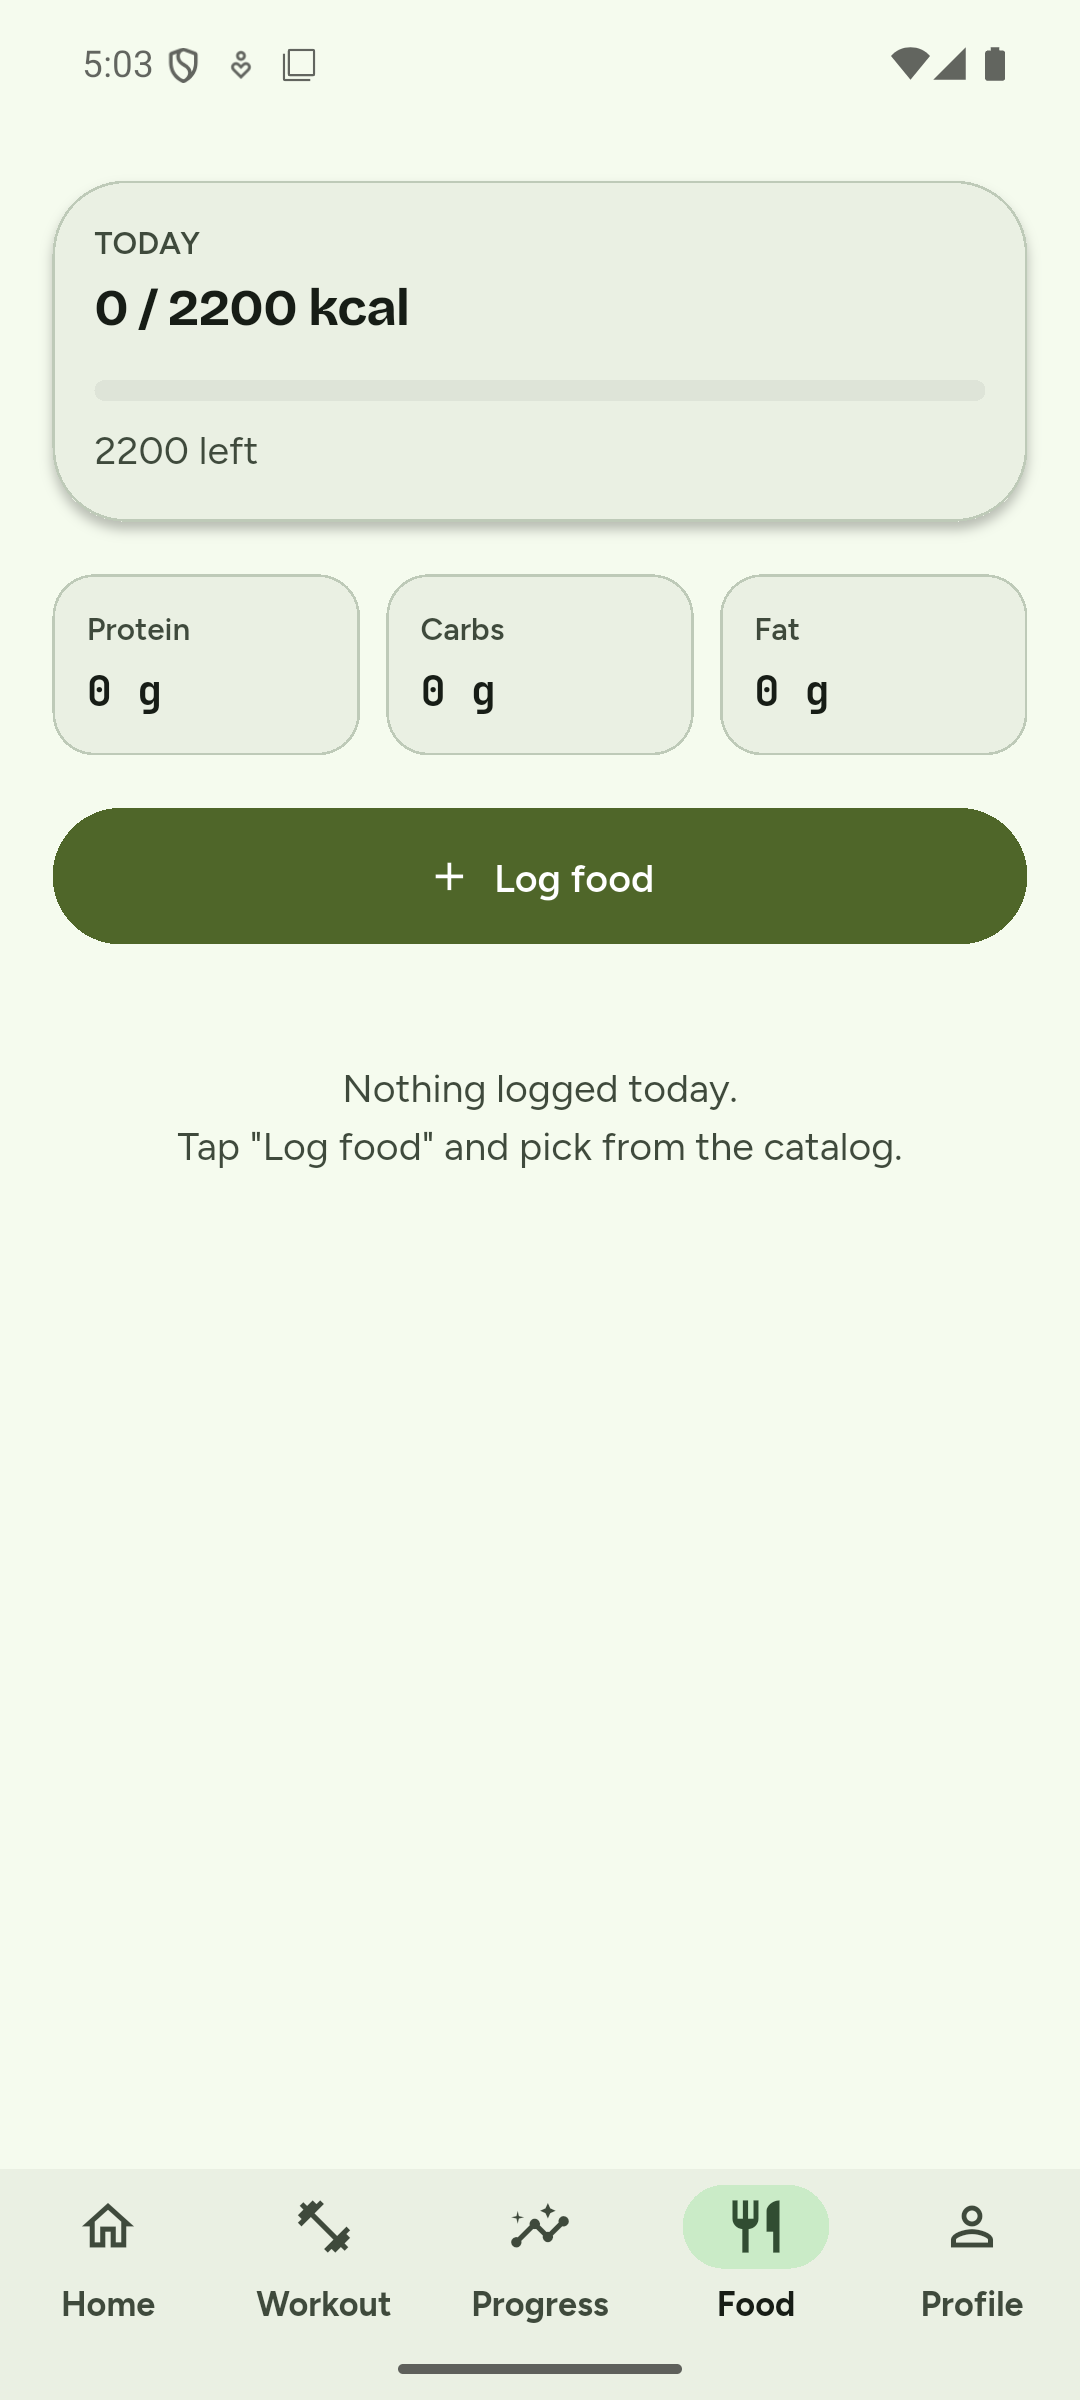 5:03
TODAY
0 / 2200 kcal
2200 left
Protein
0 g
Carbs
0 g
Fat
0 g
+ Log food
Nothing logged today.
Tap "Log food" and pick from the catalog.
Home
Workout
Progress
Food
Profile